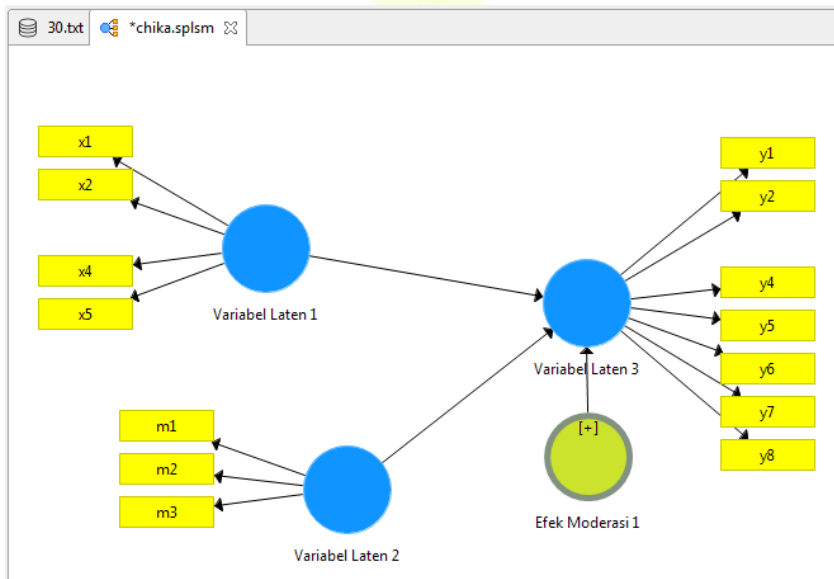 30.txt
*chika.splsm
x1
x2
x4
x5
Variabel Laten 1
m1
m2
m3
Variabel Laten 2
y1
y2
y4
y5
y6
y7
y8
Variabel Laten 3
[+]
Efek Moderasi 1